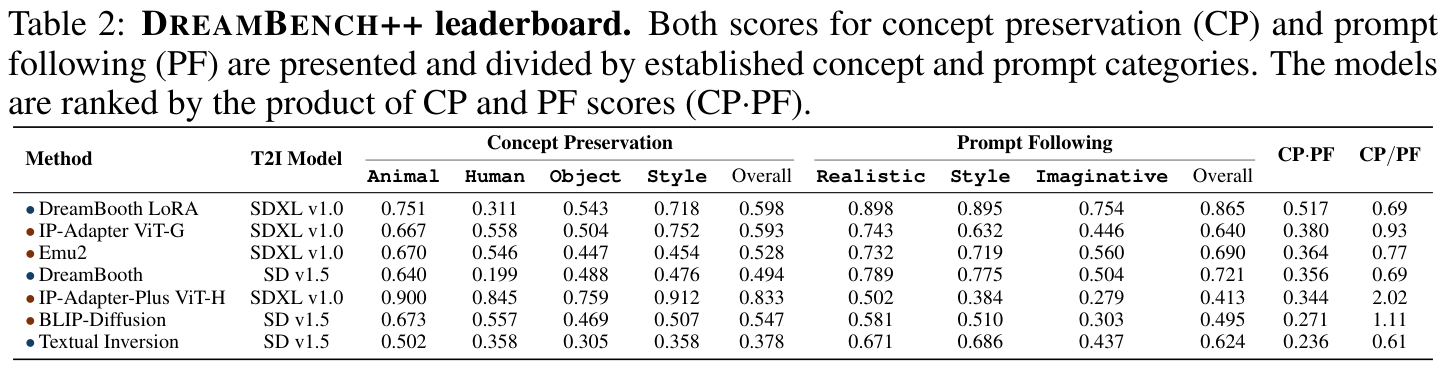 Table 2: DREAMBENCH++ leaderboard. Both scores for concept preservation (CP) and prompt
following (PF) are presented and divided by established concept and prompt categories. The models
are ranked by the product of CP and PF scores (CP·PF).
Method T2I Model Concept Preservation Prompt Following CP·PF CP/PF
Animal Human Object Style Overall Realistic Style Imaginative Overall
• DreamBooth LoRA SDXL v1.0 0.751 0.311 0.543 0.718 0.598 0.898 0.895 0.754 0.865 0.517 0.69
• IP-Adapter ViT-G SDXL v1.0 0.667 0.558 0.504 0.752 0.593 0.743 0.632 0.446 0.640 0.380 0.93
• Emu2 SDXL v1.0 0.670 0.546 0.447 0.454 0.528 0.732 0.719 0.560 0.690 0.364 0.77
• DreamBooth SD v1.5 0.640 0.199 0.488 0.476 0.494 0.789 0.775 0.504 0.721 0.356 0.69
• IP-Adapter-Plus ViT-H SDXL v1.0 0.900 0.845 0.759 0.912 0.833 0.502 0.384 0.279 0.413 0.344 2.02
• BLIP-Diffusion SD v1.5 0.673 0.557 0.469 0.507 0.547 0.581 0.510 0.303 0.495 0.271 1.11
• Textual Inversion SD v1.5 0.502 0.358 0.305 0.358 0.378 0.671 0.686 0.437 0.624 0.236 0.61